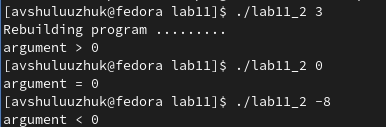 [avshuluuzhuk@fedora lab11]$ ./lab11_2 3
Rebuilding program .........
argument > 0
[avshuluuzhuk@fedora lab11]$ ./lab11_2 0
argument = 0
[avshuluuzhuk@fedora lab11]$ ./lab11_2 -8
argument < 0